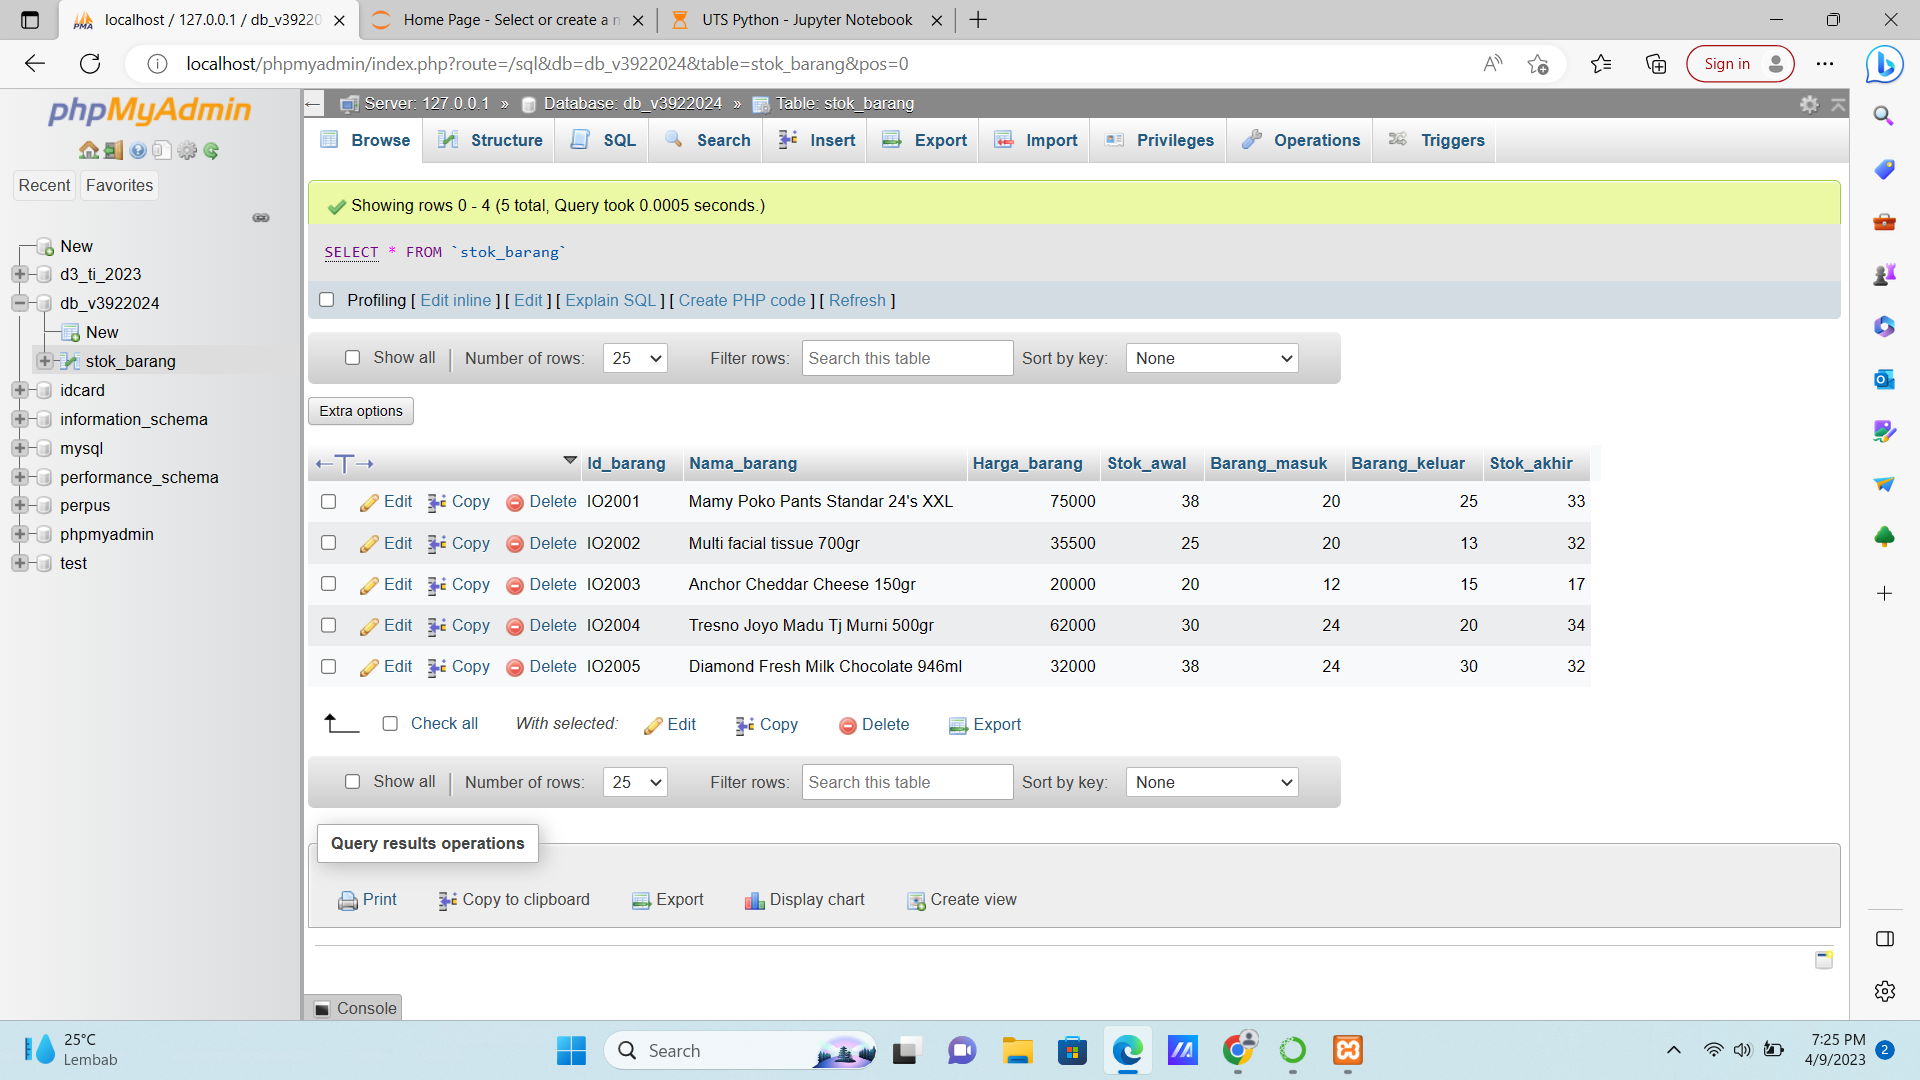 localhost / 127.0.0.1 / db_v39220
Home Page - Select or create a n
UTS Python - Jupyter Notebook
localhost/phpmyadmin/index.php?route=/sql&db=db_v3922024&table=stok_barang&pos=0
Sign in
phpMyAdmin
Recent
Favorites
New
d3_ti_2023
db_v3922024
New
stok_barang
idcard
information_schema
mysql
performance_schema
perpus
phpmyadmin
test
Server: 127.0.0.1 » Database: db_v3922024 » Table: stok_barang
Browse Structure SQL Search Insert Export Import Privileges Operations Triggers
Showing rows 0 - 4 (5 total, Query took 0.0005 seconds.)
SELECT * FROM `stok_barang`
Profiling [ Edit inline ] [ Edit ] [ Explain SQL ] [ Create PHP code ] [ Refresh ]
Show all Number of rows: 25 Filter rows: Search this table Sort by key: None
Extra options
Id_barang Nama_barang Harga_barang Stok_awal Barang_masuk Barang_keluar Stok_akhir
Edit Copy Delete IO2001 Mamy Poko Pants Standar 24's XXL 75000 38 20 25 33
Edit Copy Delete IO2002 Multi facial tissue 700gr 35500 25 20 13 32
Edit Copy Delete IO2003 Anchor Cheddar Cheese 150gr 20000 20 12 15 17
Edit Copy Delete IO2004 Tresno Joyo Madu Tj Murni 500gr 62000 30 24 20 34
Edit Copy Delete IO2005 Diamond Fresh Milk Chocolate 946ml 32000 38 24 30 32
Check all With selected: Edit Copy Delete Export
Show all Number of rows: 25 Filter rows: Search this table Sort by key: None
Query results operations
Print Copy to clipboard Export Display chart Create view
Console
25°C
Lembab
Search
7:25 PM
4/9/2023
2